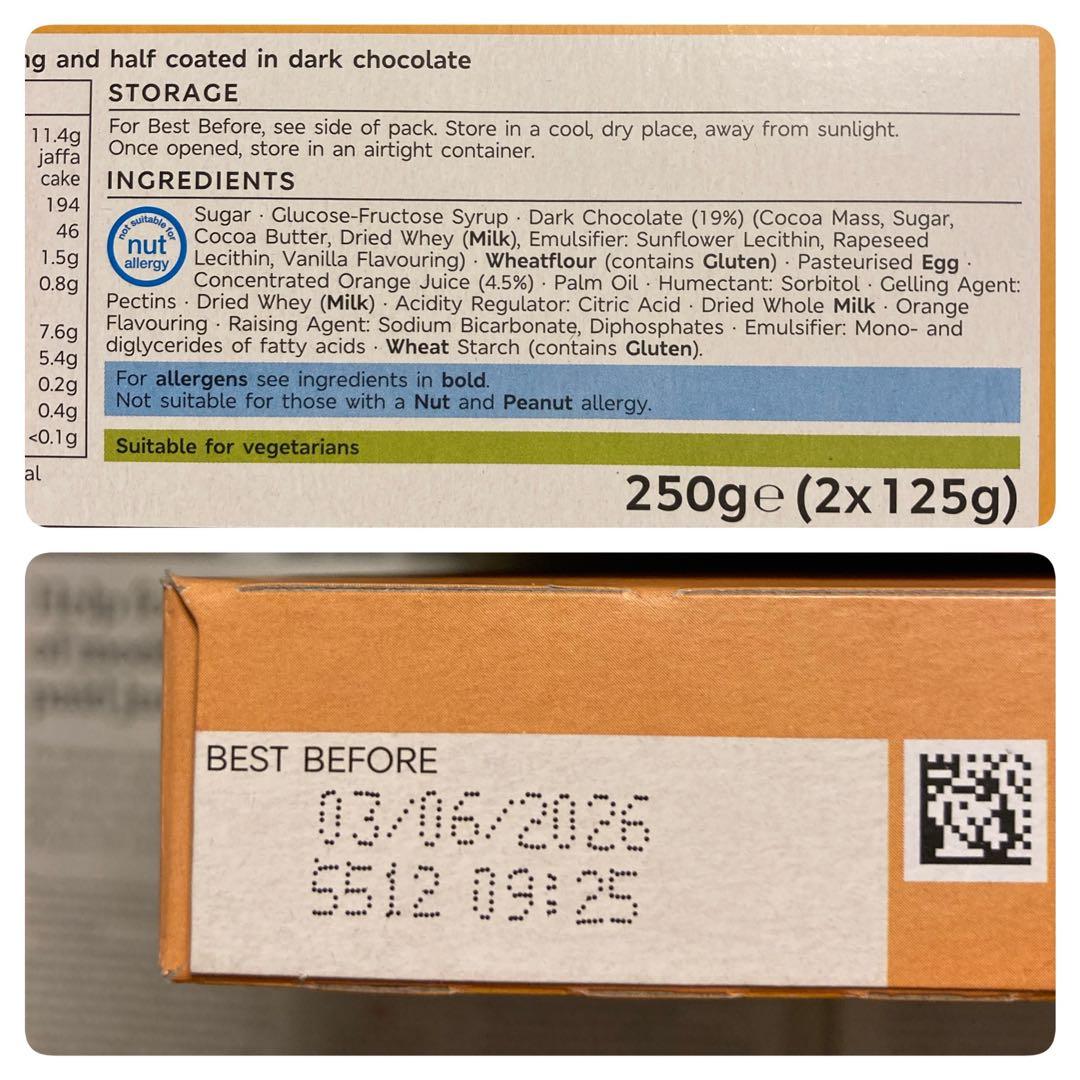 and half coated in dark chocolate
STORAGE
For Best Before, see side of pack. Store in a cool, dry place, away from sunlight.
Once opened, store in an airtight container.
11.4g
jaffa
cake
194
46
1.5g
0.8g
7.6g
5.4g
0.2g
0.4g
<0.1g
INGREDIENTS
not suitable for
nut
allergy
Sugar · Glucose-Fructose Syrup · Dark Chocolate (19%) (Cocoa Mass, Sugar,
Cocoa Butter, Dried Whey (Milk), Emulsifier: Sunflower Lecithin, Rapeseed
Lecithin, Vanilla Flavouring) · Wheatflour (contains Gluten) · Pasteurised Egg ·
Concentrated Orange Juice (4.5%) · Palm Oil · Humectant: Sorbitol · Gelling Agent:
Pectins · Dried Whey (Milk) · Acidity Regulator: Citric Acid · Dried Whole Milk · Orange
Flavouring · Raising Agent: Sodium Bicarbonate, Diphosphates · Emulsifier: Mono- and
diglycerides of fatty acids · Wheat Starch (contains Gluten).
For allergens see ingredients in bold.
Not suitable for those with a Nut and Peanut allergy.
Suitable for vegetarians
250g℮ (2x125g)
BEST BEFORE
03/06/2026
S512 09:25